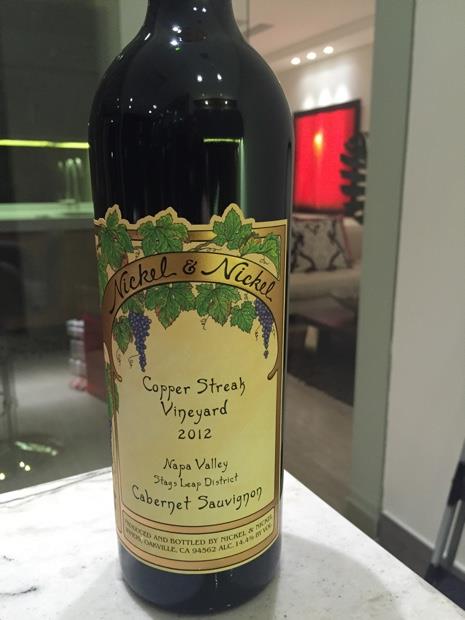 Nickel & Nickel
Copper Streak
Vineyard
2012
Napa Valley
Stags Leap District
Cabernet Sauvignon
PRODUCED AND BOTTLED BY NICKEL & NICKEL
OAKVILLE, CA 94562 ALC. 14.4% BY VOL.